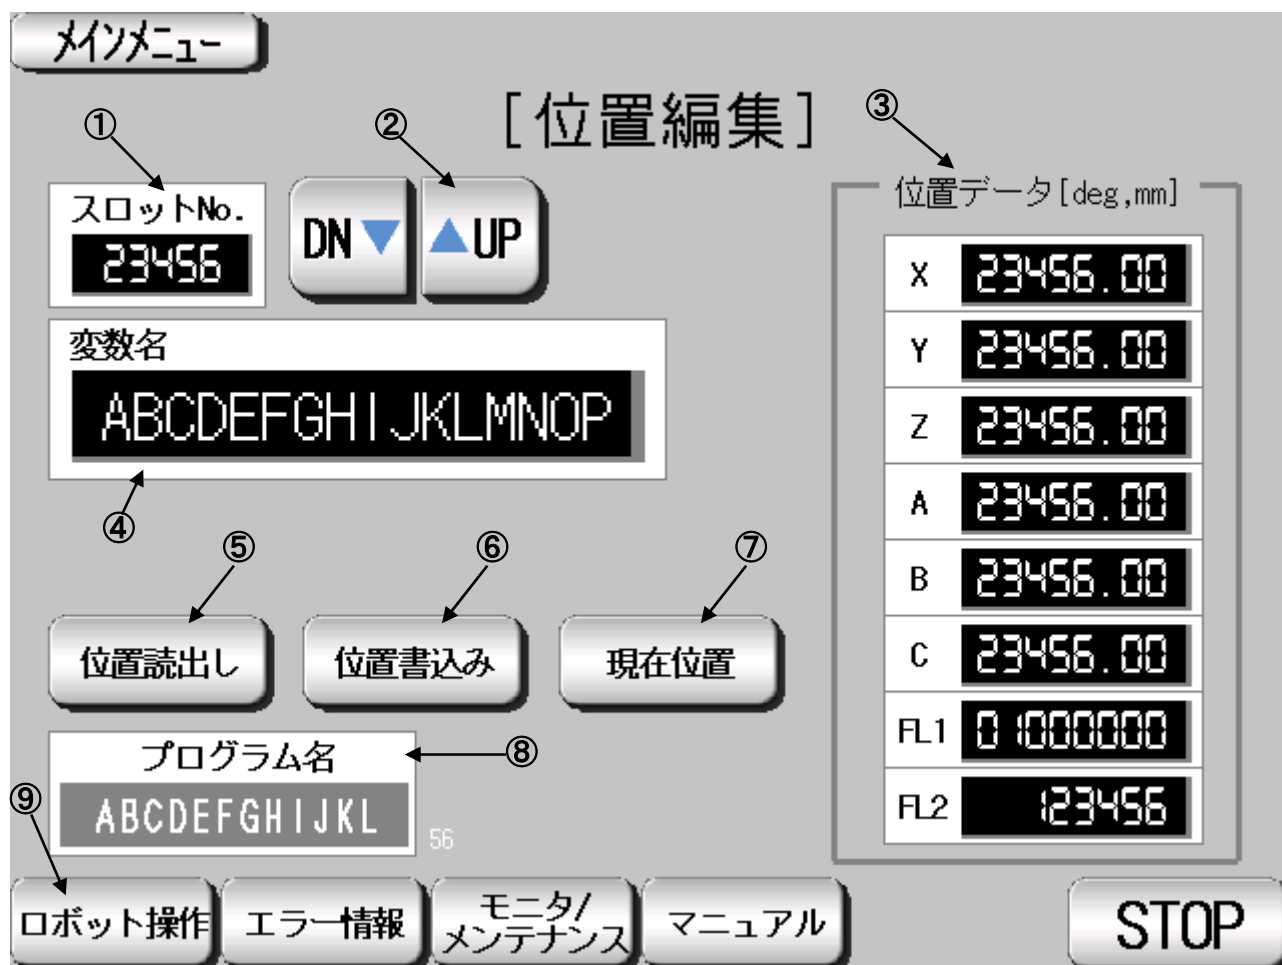 メインメニュー
[位置編集]
①
②
③
スロットNo.
23456
DN▼
▲UP
位置データ[deg,mm]
変数名
ABCDEFGHIJKLMNOP
④
X 23456.00
Y 23456.00
Z 23456.00
A 23456.00
B 23456.00
C 23456.00
FL1 01000000
FL2 123456
⑤
⑥
⑦
位置読出し
位置書込み
現在位置
プログラム名
⑧
ABCDEFGHIJKL
56
⑨
ロボット操作
エラー情報
モニタ/
メンテナンス
マニュアル
STOP